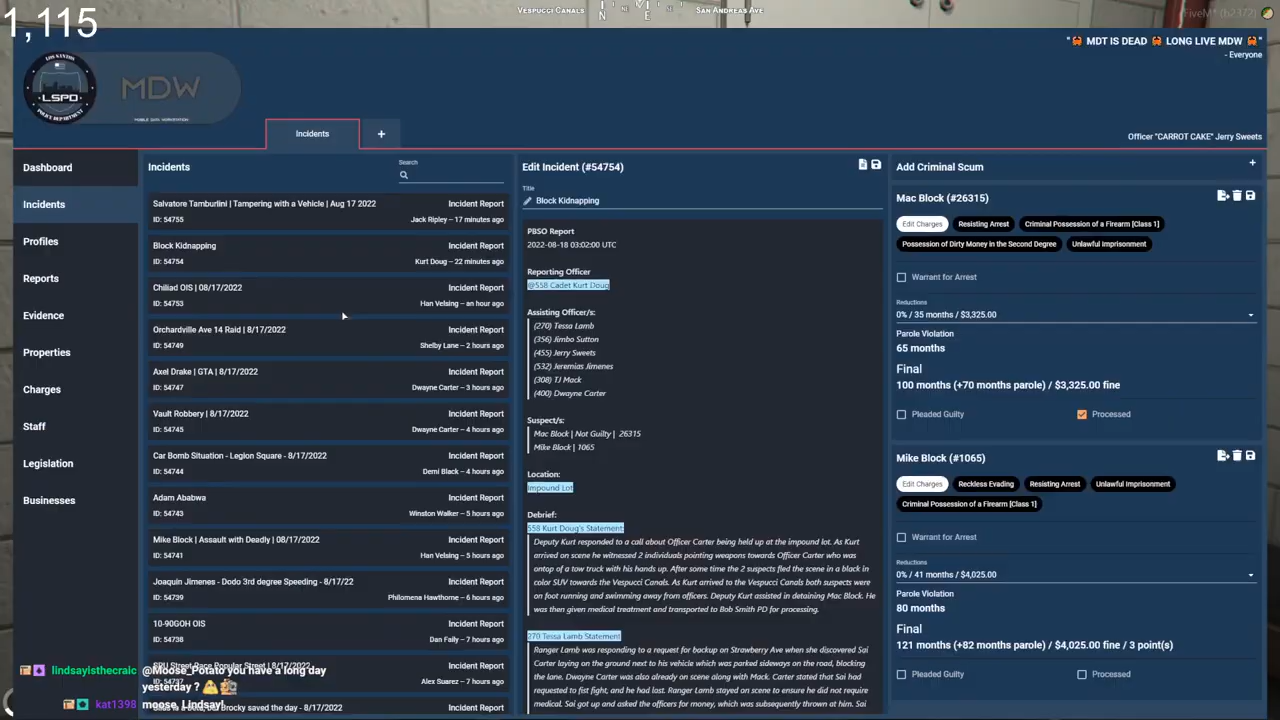 1,115
Vespucci Canals
N
NE
E
San Andreas Ave
FiveM† (b2372)
" MDT IS DEAD LONG LIVE MDW "
- Everyone
LOS SANTOS
LSPD
POLICE DEPARTMENT
MDW
MOBILE DATA WORKSTATION
Incidents
+
Officer "CARROT CAKE" Jerry Sweets
Dashboard
Incidents
Profiles
Reports
Evidence
Properties
Charges
Staff
Legislation
Businesses
Incidents
Search
Salvatore Tamburlini | Tampering with a Vehicle | Aug 17 2022 Incident Report
ID: 54755 Jack Ripley – 17 minutes ago
Block Kidnapping Incident Report
ID: 54754 Kurt Doug – 22 minutes ago
Chiliad OIS | 08/17/2022 Incident Report
ID: 54753 Han Velsing – an hour ago
Orchardville Ave 14 Raid | 8/17/2022 Incident Report
ID: 54749 Shelby Lane – 2 hours ago
Axel Drake | GTA | 8/17/2022 Incident Report
ID: 54747 Dwayne Carter – 3 hours ago
Vault Robbery | 8/17/2022 Incident Report
ID: 54745 Dwayne Carter – 4 hours ago
Car Bomb Situation - Legion Square - 8/17/2022 Incident Report
ID: 54744 Demi Black – 4 hours ago
Adam Ababwa Incident Report
ID: 54743 Winston Walker – 5 hours ago
Mike Block | Assault with Deadly | 08/17/2022 Incident Report
ID: 54741 Han Velsing – 5 hours ago
Joaquin Jimenes - Dodo 3rd degree Speeding - 8/17/22 Incident Report
ID: 54739 Philomena Hawthorne – 6 hours ago
10-90GOH OIS Incident Report
ID: 54738 Dan Fally – 7 hours ago
Street Popular Street | 8/17/2022 Incident Report
ID: 54737 Alex Suarez – 7 hours ago
Brocky saved the day - 8/17/2022 Incident Report
lindsayisthecraic @Moose_Potato you have a long day
yesterday ?
kat1398 moose, Lindsay!
Edit Incident (#54754)
Title
Block Kidnapping
PBSO Report
2022-08-18 03:02:00 UTC
Reporting Officer
@558 Cadet Kurt Doug
Assisting Officer/s:
(270) Tessa Lamb
(356) Jimbo Sutton
(455) Jerry Sweets
(532) Jeremias Jimenes
(308) TJ Mack
(400) Dwayne Carter
Suspect/s:
Mac Block | Not Guilty | 26315
Mike Block | 1065
Location:
Impound Lot
Debrief:
558 Kurt Doug's Statement:
Deputy Kurt responded to a call about Officer Carter being held up at the impound lot. As Kurt
arrived on scene he witnessed 2 individuals pointing weapons towards Officer Carter who was
ontop of a tow truck with his hands up. After some time the 2 suspects fled the scene in a black in
color SUV towards the Vespucci Canals. As Kurt arrived to the Vespucci Canals both suspects were
on foot running and swimming away from officers. Deputy Kurt assisted in detaining Mac Block. He
was then given medical treatment and transported to Bob Smith PD for processing.
270 Tessa Lamb Statement
Ranger Lamb was responding to a request for backup on Strawberry Ave when she discovered Sai
Carter laying on the ground next to his vehicle which was parked sideways on the road, blocking
the lane. Dwayne Carter was also already on scene along with Mack. Carter stated that Sai had
requested to fist fight, and he had lost. Ranger Lamb stayed on scene to ensure he did not require
medical. Sai got up and asked the officers for money, which was subsequently thrown at him. Sai
Add Criminal Scum
+
Mac Block (#26315)
Edit Charges Resisting Arrest Criminal Possession of a Firearm [Class 1]
Possession of Dirty Money in the Second Degree Unlawful Imprisonment
Warrant for Arrest
Reductions
0% / 35 months / $3,325.00
Parole Violation
65 months
Final
100 months (+70 months parole) / $3,325.00 fine
Pleaded Guilty Processed
Mike Block (#1065)
Edit Charges Reckless Evading Resisting Arrest Unlawful Imprisonment
Criminal Possession of a Firearm [Class 1]
Warrant for Arrest
Reductions
0% / 41 months / $4,025.00
Parole Violation
80 months
Final
121 months (+82 months parole) / $4,025.00 fine / 3 point(s)
Pleaded Guilty Processed